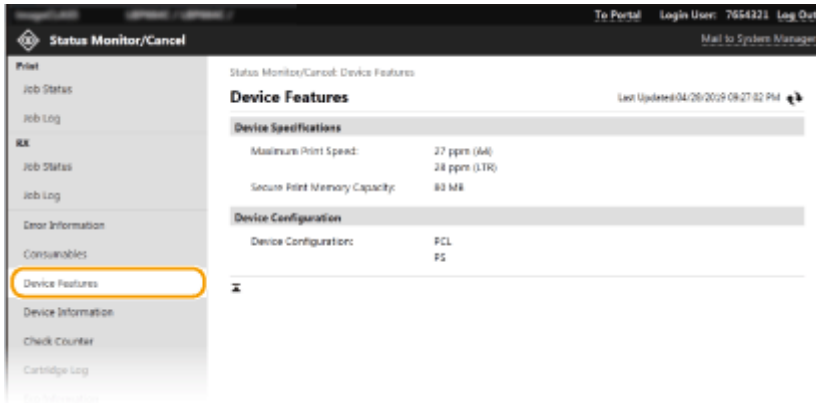 To Portal Login User: 7654321 Log Out
Status Monitor/Cancel
Mail to System Manager
Print
Job Status
Job Log
RX
Job Status
Job Log
Error Information
Consumables
Device Features
Device Information
Check Counter
Cartridge Log
Status Monitor/Cancel: Device Features
Device Features
Last Updated:04/28/2019 09:27:02 PM
Device Specifications
Maximum Print Speed: 27 ppm (A4)
28 ppm (LTR)
Secure Print Memory Capacity: 80 MB
Device Configuration
Device Configuration: PCL
PS